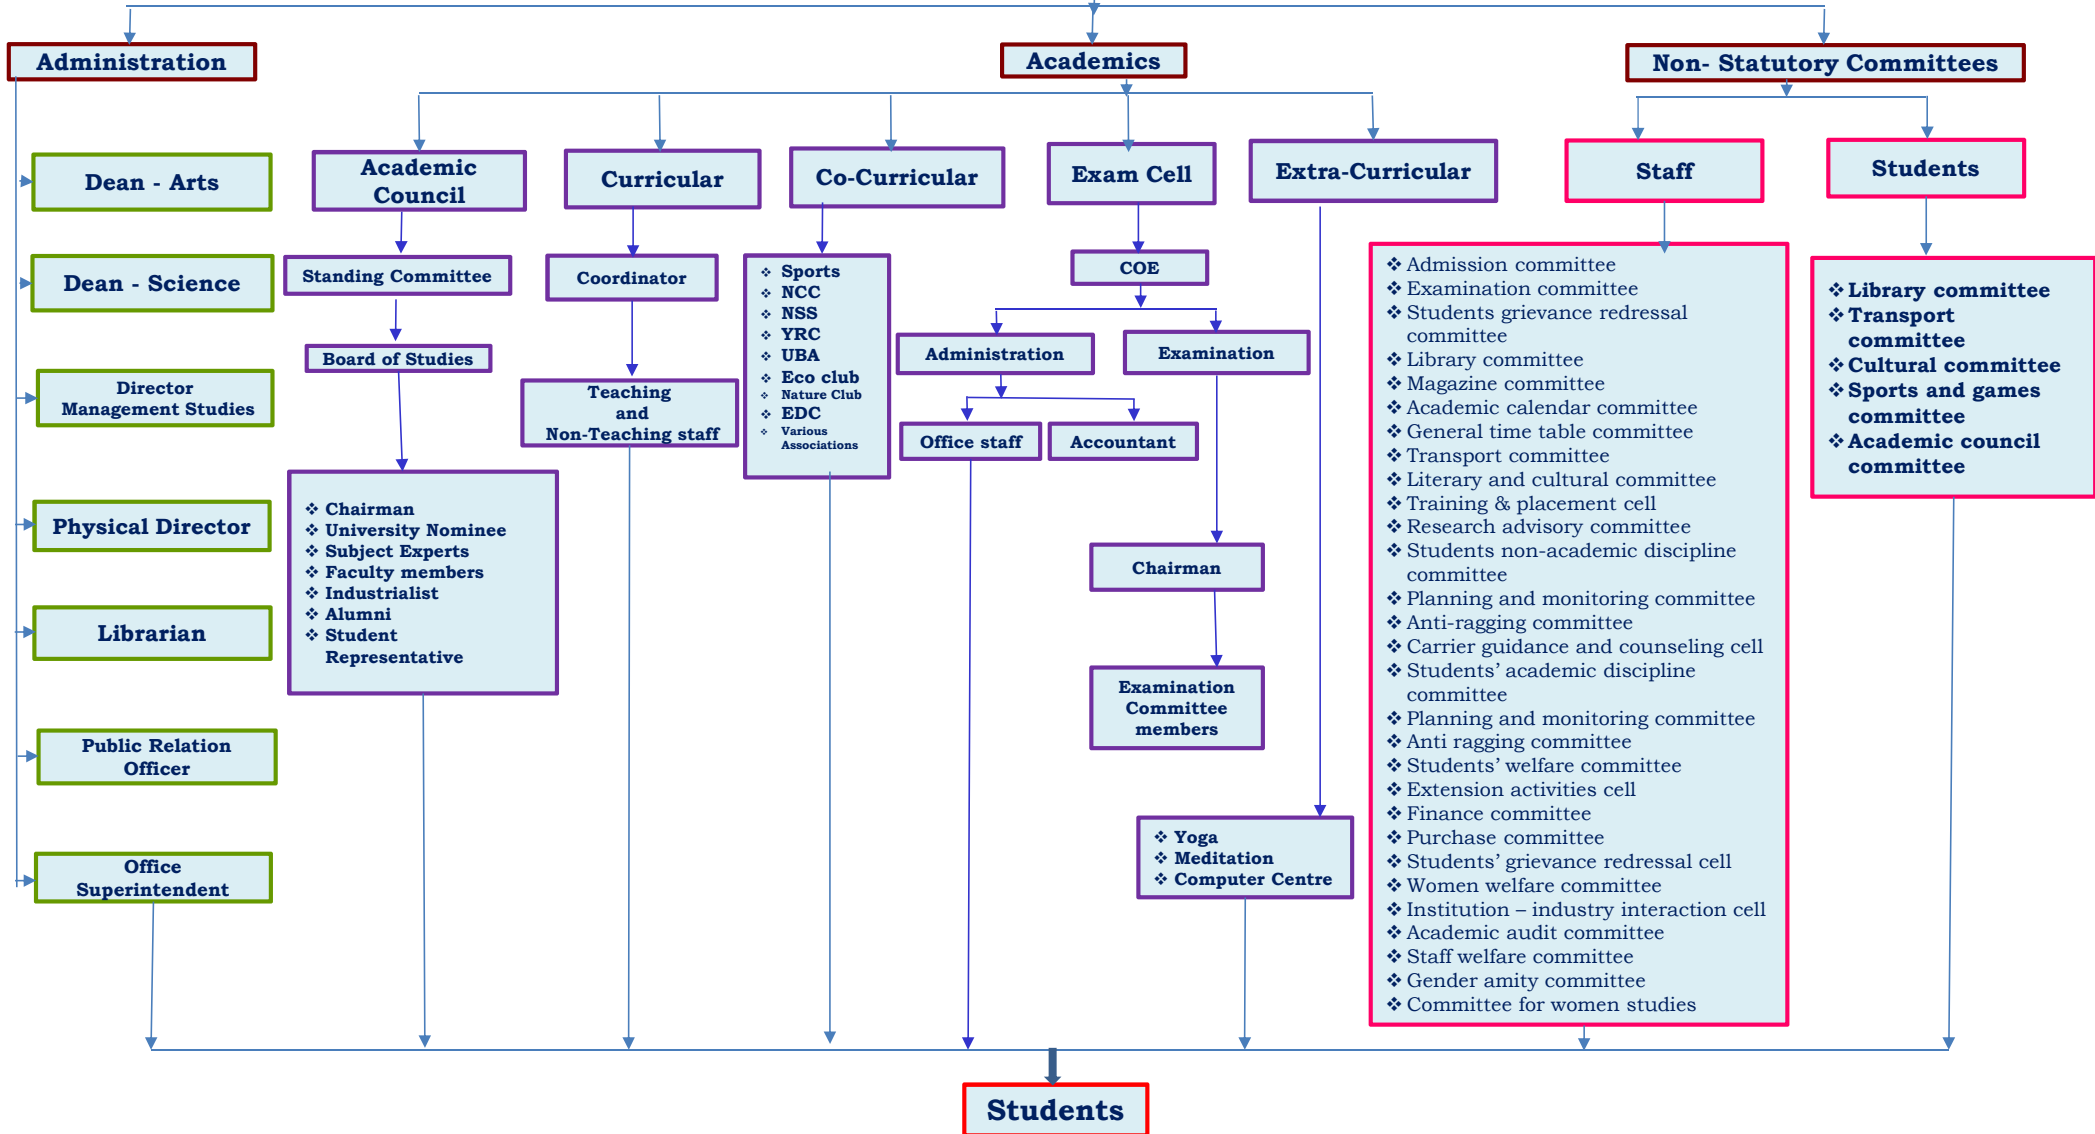 Administration
Academics
Non- Statutory Committees
Dean - Arts
Dean - Science
Director
Management Studies
Physical Director
Librarian
Public Relation
Officer
Office
Superintendent
Academic
Council
Standing Committee
Board of Studies
❖ Chairman
❖ University Nominee
❖ Subject Experts
❖ Faculty members
❖ Industrialist
❖ Alumni
❖ Student
Representative
Curricular
Coordinator
Teaching
and
Non-Teaching staff
Co-Curricular
❖ Sports
❖ NCC
❖ NSS
❖ YRC
❖ UBA
❖ Eco club
❖ Nature Club
❖ EDC
❖ Various
Associations
Exam Cell
COE
Administration
Examination
Office staff
Accountant
Chairman
Examination
Committee
members
Extra-Curricular
❖ Yoga
❖ Meditation
❖ Computer Centre
Staff
❖ Admission committee
❖ Examination committee
❖ Students grievance redressal
committee
❖ Library committee
❖ Magazine committee
❖ Academic calendar committee
❖ General time table committee
❖ Transport committee
❖ Literary and cultural committee
❖ Training & placement cell
❖ Research advisory committee
❖ Students non-academic discipline
committee
❖ Planning and monitoring committee
❖ Anti-ragging committee
❖ Carrier guidance and counseling cell
❖ Students’ academic discipline
committee
❖ Planning and monitoring committee
❖ Anti ragging committee
❖ Students’ welfare committee
❖ Extension activities cell
❖ Finance committee
❖ Purchase committee
❖ Students’ grievance redressal cell
❖ Women welfare committee
❖ Institution – industry interaction cell
❖ Academic audit committee
❖ Staff welfare committee
❖ Gender amity committee
❖ Committee for women studies
Students
❖ Library committee
❖ Transport
committee
❖ Cultural committee
❖ Sports and games
committee
❖ Academic council
committee
Students